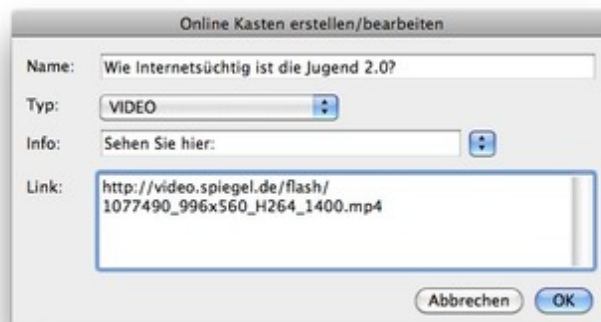 Online Kasten erstellen/bearbeiten
Name: Wie Internetsüchtig ist die Jugend 2.0?
Typ: VIDEO
Info: Sehen Sie hier:
Link: http://video.spiegel.de/flash/
1077490_996x560_H264_1400.mp4
Abbrechen OK